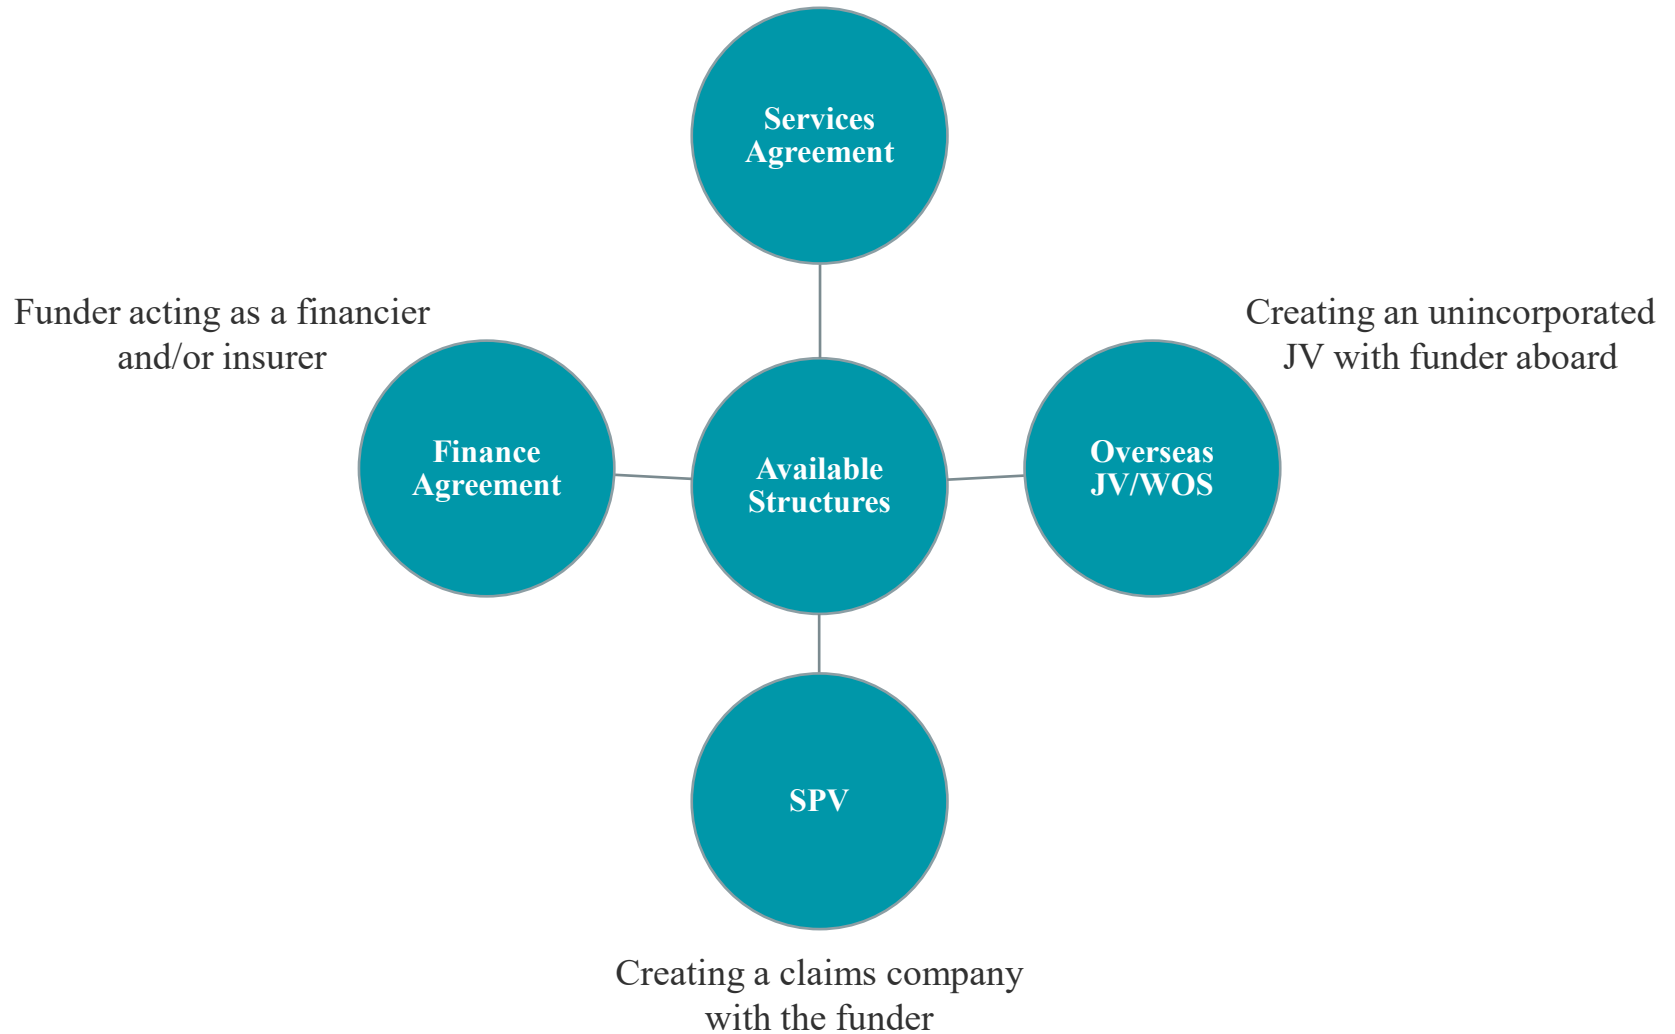 Services
Agreement
Funder acting as a financier
and/or insurer
Creating an unincorporated
JV with funder aboard
Finance
Agreement
Available
Structures
Overseas
JV/WOS
SPV
Creating a claims company
with the funder